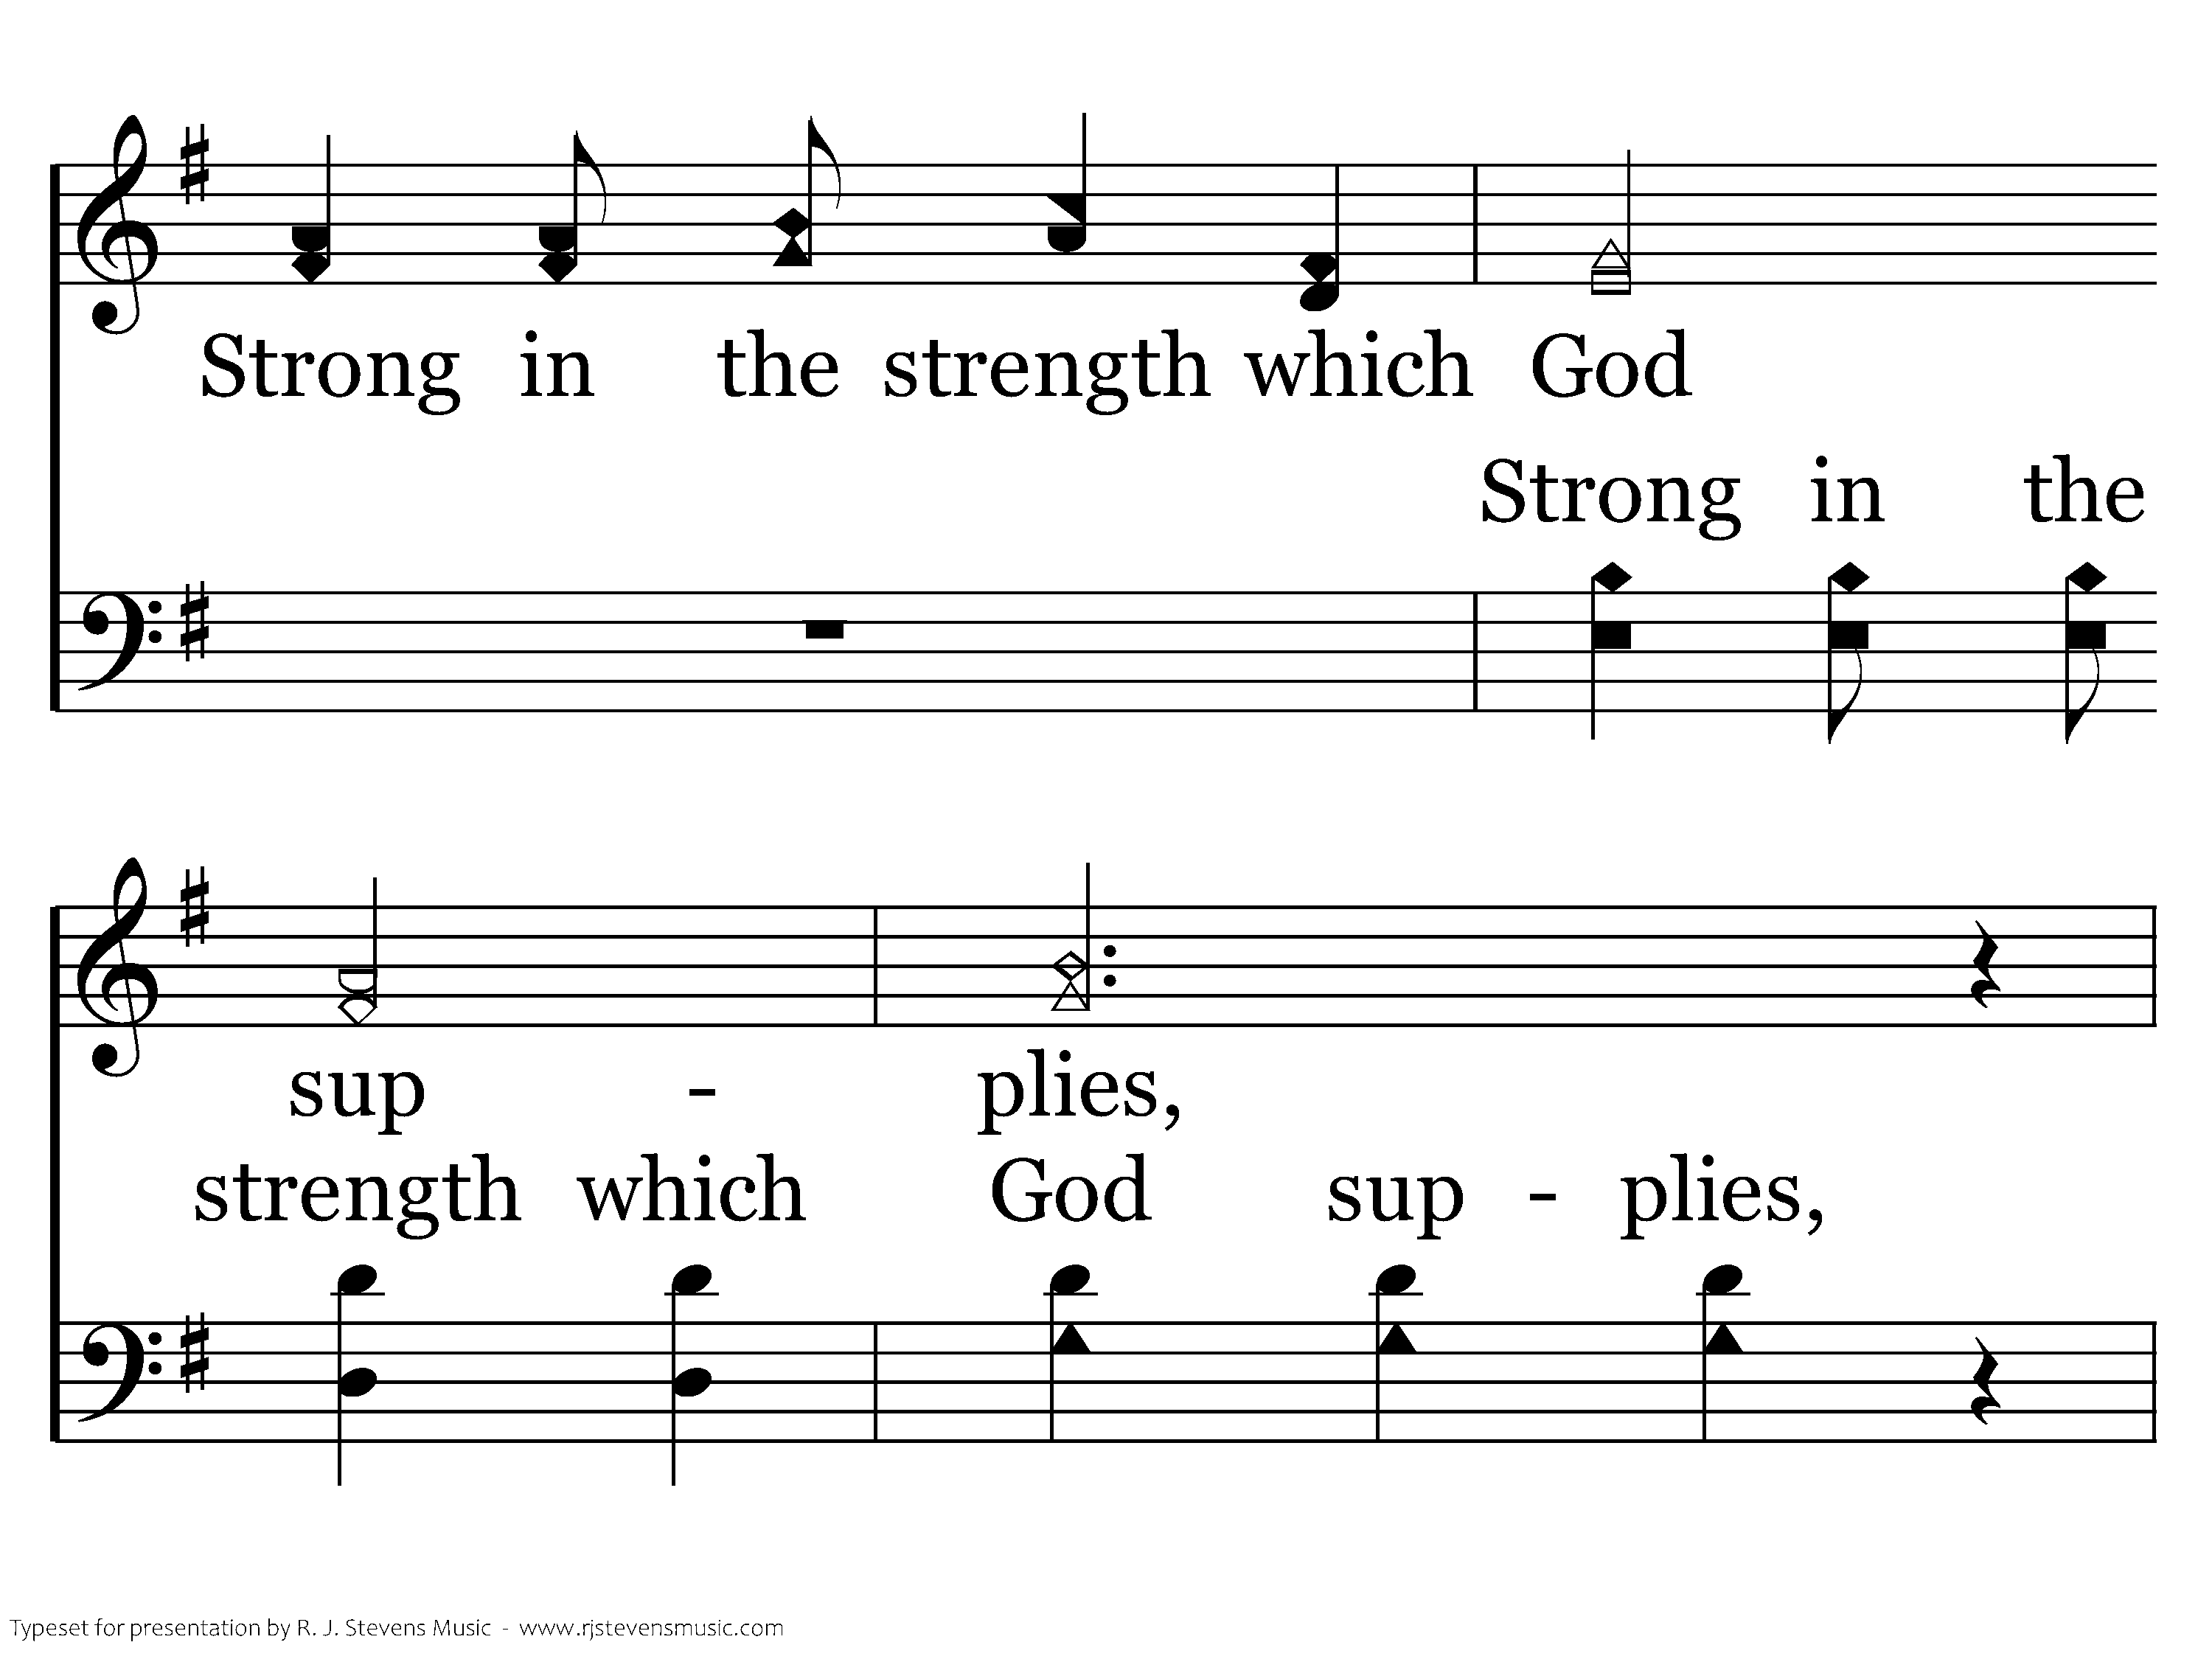 Strong in the strength which God
Strong in the
sup - plies,
strength which God sup - plies,
Typeset for presentation by R. J. Stevens Music - www.rjstevensmusic.com